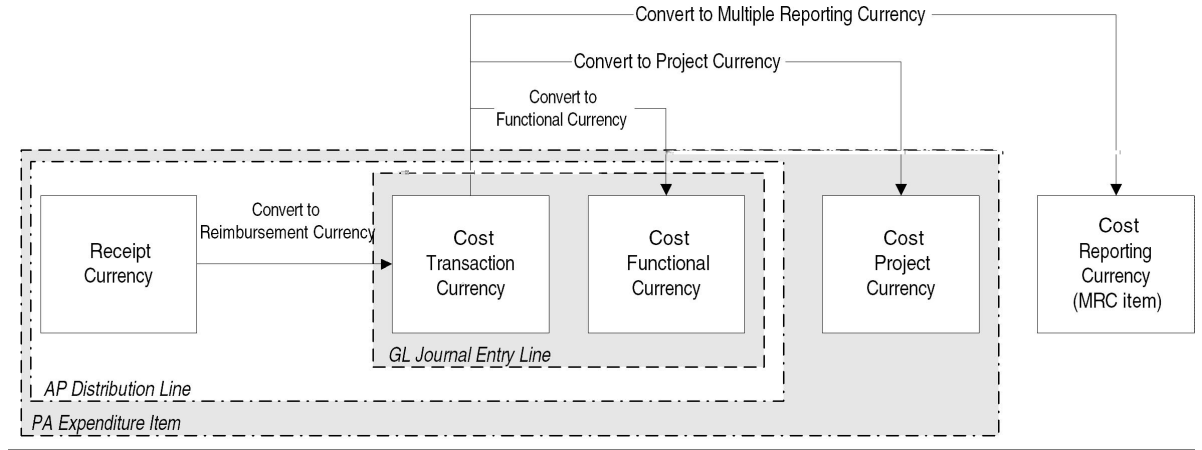 Convert to Multiple Reporting Currency
Convert to Project Currency
Convert to
Functional Currency
Convert to
Reimbursement Currency
Receipt
Currency
Cost
Transaction
Currency
Cost
Functional
Currency
Cost
Project
Currency
Cost
Reporting
Currency
(MRC item)
GL Journal Entry Line
AP Distribution Line
PA Expenditure Item